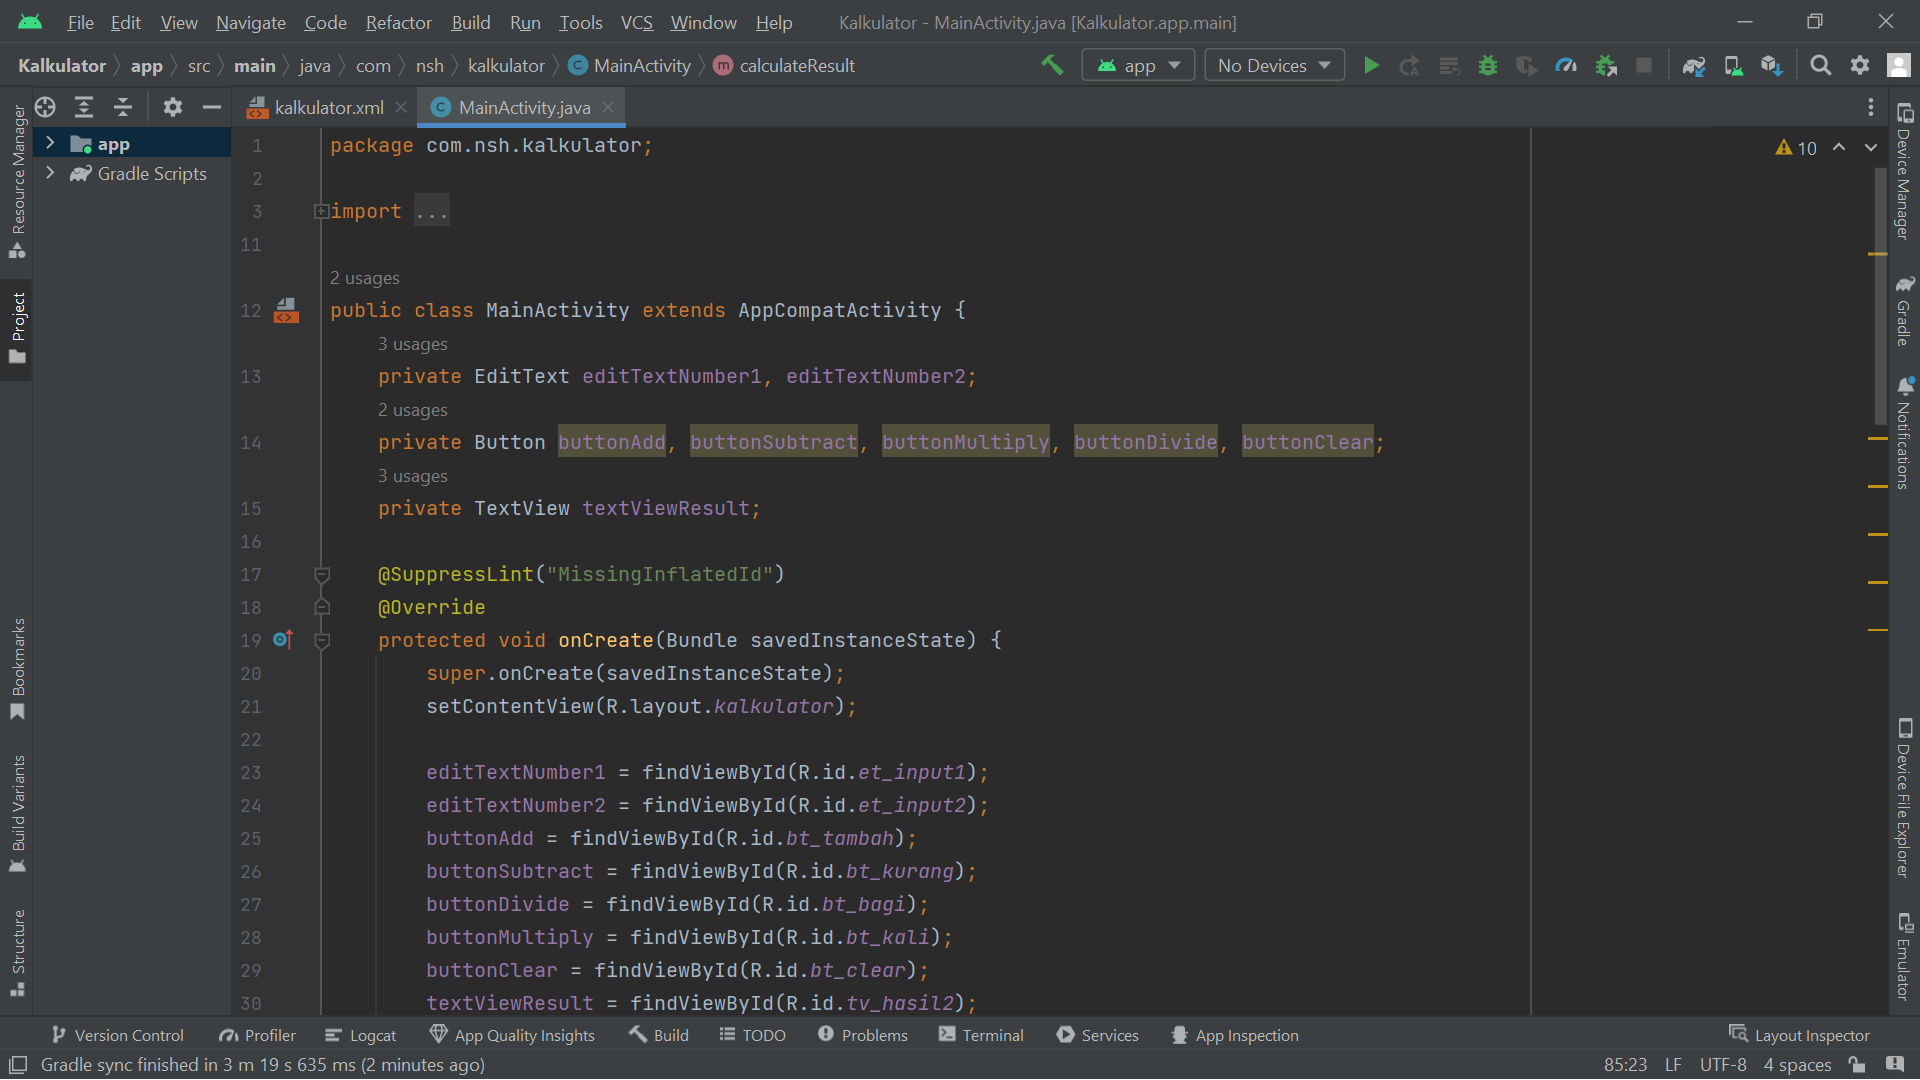 File Edit View Navigate Code Refactor Build Run Tools VCS Window Help Kalkulator - MainActivity.java [Kalkulator.app.main]
Kalkulator app src main java com nsh kalkulator C MainActivity m calculateResult app No Devices
kalkulator.xml C MainActivity.java
Resource Manager
Project
Bookmarks
Build Variants
Structure
app
Gradle Scripts
10
1 package com.nsh.kalkulator;
2
3 import ...
11
2 usages
12 public class MainActivity extends AppCompatActivity {
3 usages
13 private EditText editTextNumber1, editTextNumber2;
2 usages
14 private Button buttonAdd, buttonSubtract, buttonMultiply, buttonDivide, buttonClear;
3 usages
15 private TextView textViewResult;
16
17 @SuppressLint("MissingInflatedId")
18 @Override
19 protected void onCreate(Bundle savedInstanceState) {
20 super.onCreate(savedInstanceState);
21 setContentView(R.layout.kalkulator);
22
23 editTextNumber1 = findViewById(R.id.et_input1);
24 editTextNumber2 = findViewById(R.id.et_input2);
25 buttonAdd = findViewById(R.id.bt_tambah);
26 buttonSubtract = findViewById(R.id.bt_kurang);
27 buttonDivide = findViewById(R.id.bt_bagi);
28 buttonMultiply = findViewById(R.id.bt_kali);
29 buttonClear = findViewById(R.id.bt_clear);
30 textViewResult = findViewById(R.id.tv_hasil2);
Device Manager
Gradle
Notifications
Device File Explorer
Emulator
Version Control Profiler Logcat App Quality Insights Build TODO Problems Terminal Services App Inspection Layout Inspector
Gradle sync finished in 3 m 19 s 635 ms (2 minutes ago) 85:23 LF UTF-8 4 spaces